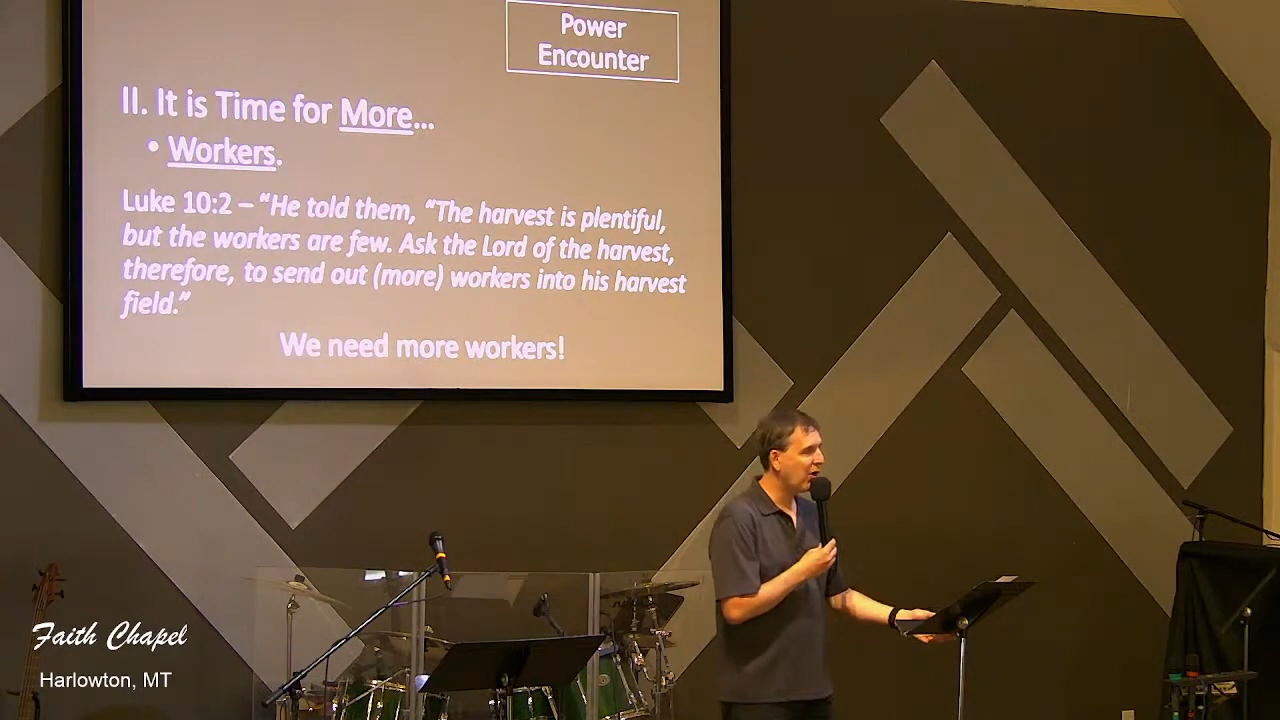 Power
Encounter
II. It is Time for More...
• Workers.
Luke 10:2 – “He told them, “The harvest is plentiful,
but the workers are few. Ask the Lord of the harvest,
therefore, to send out (more) workers into his harvest
field.”
We need more workers!
Faith Chapel
Harlowton, MT